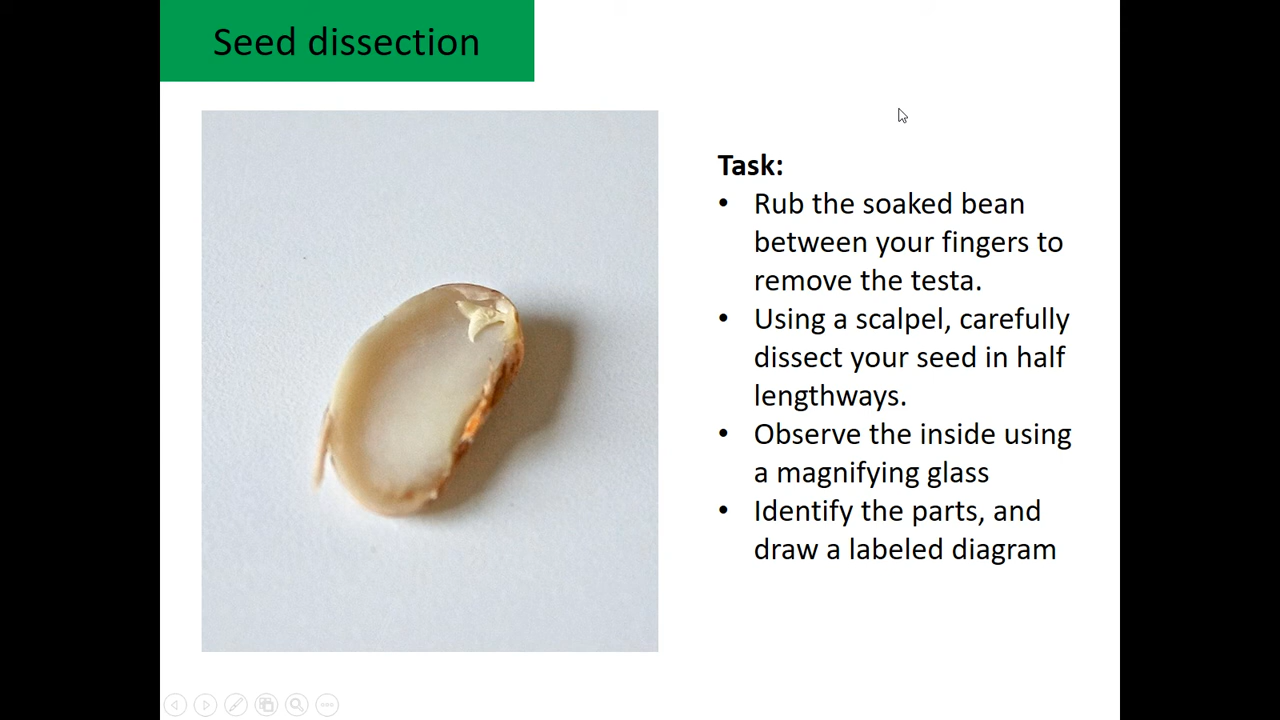 Seed dissection
Task:
• Rub the soaked bean
between your fingers to
remove the testa.
• Using a scalpel, carefully
dissect your seed in half
lengthways.
• Observe the inside using
a magnifying glass
• Identify the parts, and
draw a labeled diagram